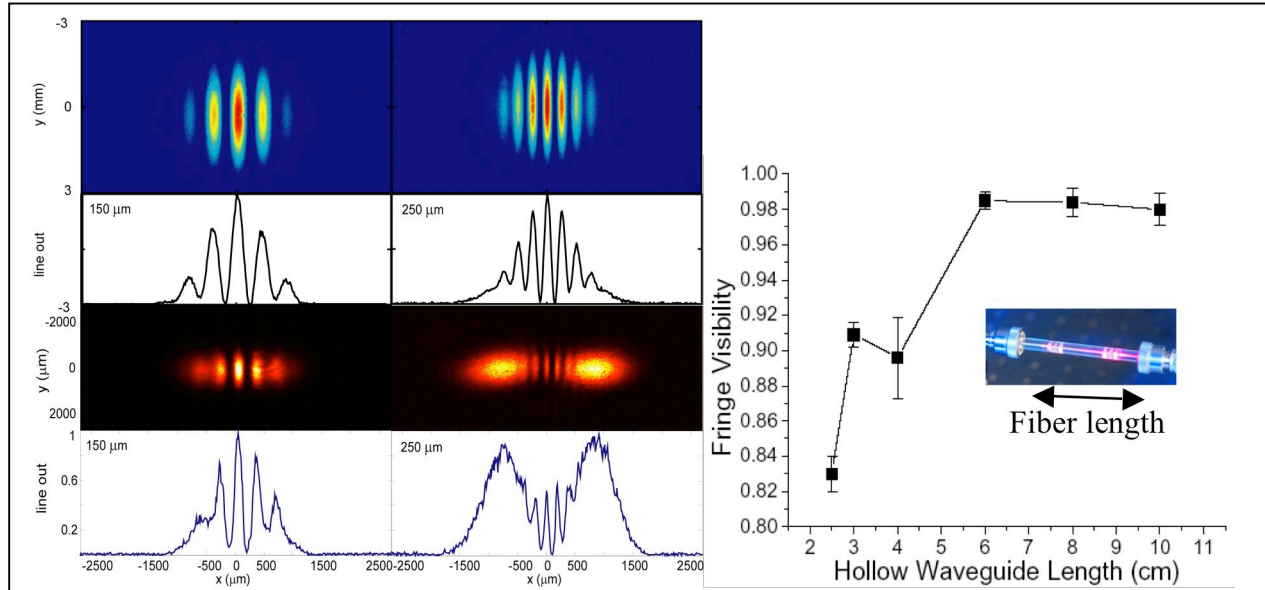 -3
y (mm)
0
3
150 μm
250 μm
line out
-3
-2000
y (μm)
0
2000
150 μm
250 μm
1
line out
0.6
0.2
-2500 -1500 -500 500 1500 2500 -2500 -1500 -500 500 1500 2500
x (μm) x (μm)
1.00
0.98
0.96
0.94
0.92
0.90
0.88
0.86
0.84
0.82
0.80
Fringe Visibility
Fiber length
2 3 4 5 6 7 8 9 10 11
Hollow Waveguide Length (cm)